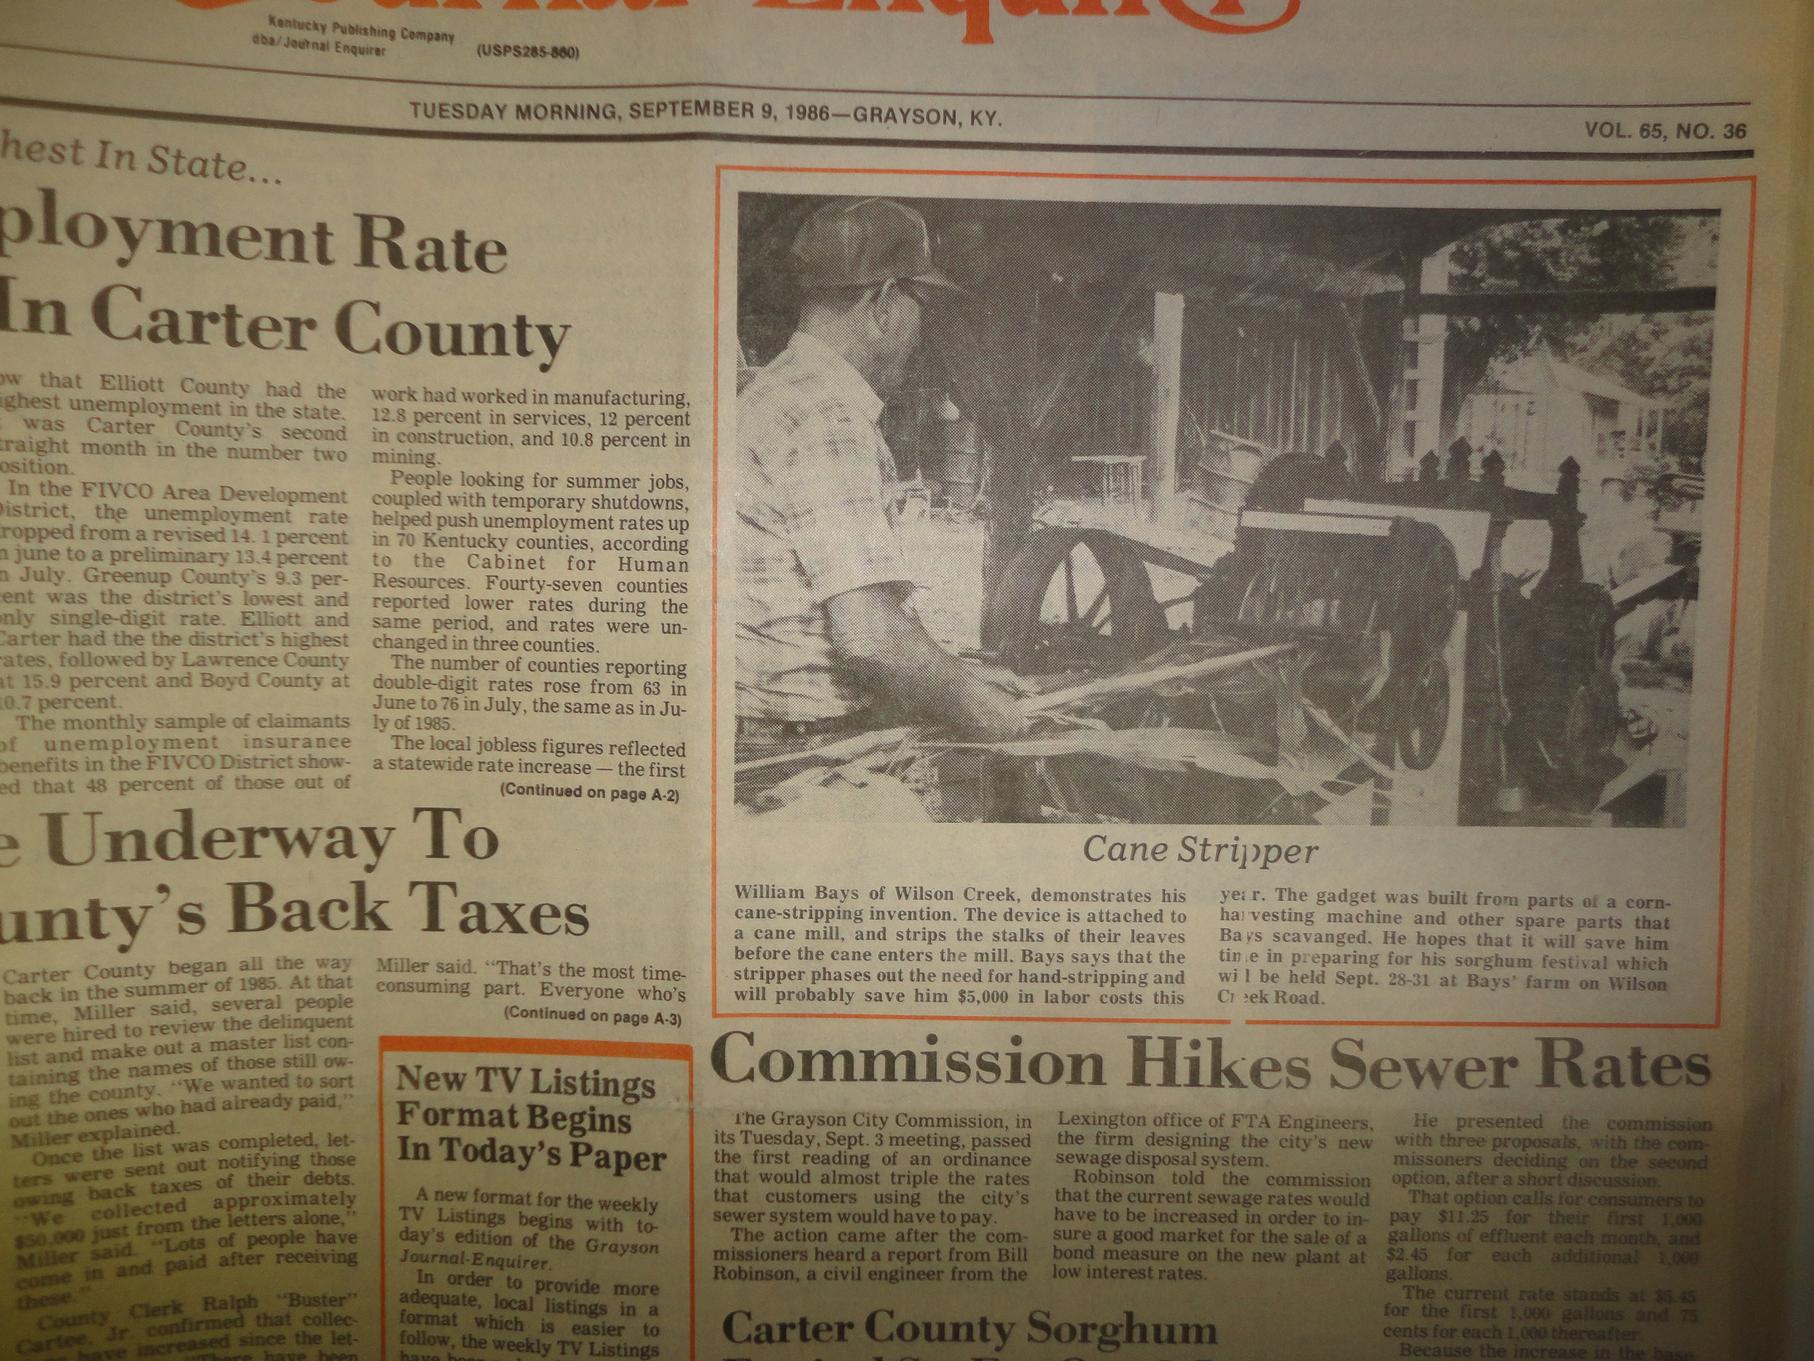 Journal Enquirer
Kentucky Publishing Company
dba/Journal Enquirer
(USPS285-860)
TUESDAY MORNING, SEPTEMBER 9, 1986—GRAYSON, KY.
VOL. 65, NO. 36
hest In State...
ployment Rate
In Carter County
ow that Elliott County had the
ighest unemployment in the state.
was Carter County's second
traight month in the number two
osition.
In the FIVCO Area Development
District, the unemployment rate
ropped from a revised 14.1 percent
n june to a preliminary 13.4 percent
n July. Greenup County's 9.3 per-
cent was the district's lowest and
only single-digit rate. Elliott and
Carter had the the district's highest
rates, followed by Lawrence County
at 15.9 percent and Boyd County at
10.7 percent.
The monthly sample of claimants
of unemployment insurance
benefits in the FIVCO District show-
ed that 48 percent of those out of
work had worked in manufacturing,
12.8 percent in services, 12 percent
in construction, and 10.8 percent in
mining.
People looking for summer jobs,
coupled with temporary shutdowns,
helped push unemployment rates up
in 70 Kentucky counties, according
to the Cabinet for Human
Resources. Fourty-seven counties
reported lower rates during the
same period, and rates were un-
changed in three counties.
The number of counties reporting
double-digit rates rose from 63 in
June to 76 in July, the same as in Ju-
ly of 1985.
The local jobless figures reflected
a statewide rate increase — the first
(Continued on page A-2)
e Underway To
unty's Back Taxes
Carter County began all the way
back in the summer of 1985. At that
time, Miller said, several people
were hired to review the delinquent
list and make out a master list con-
taining the names of those still ow-
ing the county. "We wanted to sort
out the ones who had already paid,"
Miller explained.
Once the list was completed, let-
ters were sent out notifying those
owing back taxes of their debts.
"We collected approximately
$50,000 just from the letters alone,"
Miller said. "Lots of people have
come in and paid after receiving
these."
County Clerk Ralph "Buster"
Cartee, Jr. confirmed that collec-
have increased since the let-
"There have been
Miller said. "That's the most time-
consuming part. Everyone who's
(Continued on page A-3)
New TV Listings
Format Begins
In Today's Paper
A new format for the weekly
TV Listings begins with to-
day's edition of the Grayson
Journal-Enquirer.
In order to provide more
adequate, local listings in a
format which is easier to
follow, the weekly TV Listings
have been
Cane Stripper
William Bays of Wilson Creek, demonstrates his
cane-stripping invention. The device is attached to
a cane mill, and strips the stalks of their leaves
before the cane enters the mill. Bays says that the
stripper phases out the need for hand-stripping and
will probably save him $5,000 in labor costs this
year. The gadget was built from parts of a corn-
harvesting machine and other spare parts that
Bays scavanged. He hopes that it will save him
time in preparing for his sorghum festival which
will be held Sept. 28-31 at Bays' farm on Wilson
Creek Road.
Commission Hikes Sewer Rates
The Grayson City Commission, in
its Tuesday, Sept. 3 meeting, passed
the first reading of an ordinance
that would almost triple the rates
that customers using the city's
sewer system would have to pay.
The action came after the com-
missioners heard a report from Bill
Robinson, a civil engineer from the
Lexington office of FTA Engineers,
the firm designing the city's new
sewage disposal system.
Robinson told the commission
that the current sewage rates would
have to be increased in order to in-
sure a good market for the sale of a
bond measure on the new plant at
low interest rates.
He presented the commission
with three proposals, with the com-
missoners deciding on the second
option, after a short discussion.
That option calls for consumers to
pay $11.25 for their first 1,000
gallons of effluent each month, and
$2.45 for each additional 1,000
gallons.
The current rate stands at $5.45
for the first 1,000 gallons and 75
cents for each 1,000 thereafter.
Because the increase in the base
Carter County Sorghum